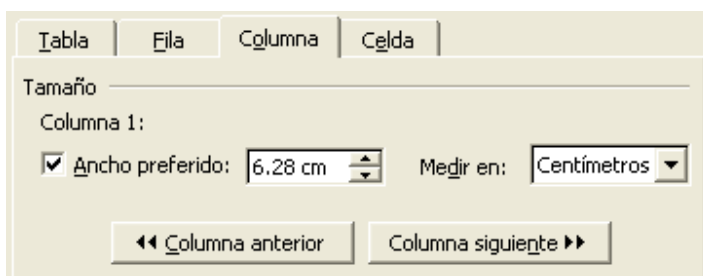 Tabla Fila Columna Celda
Tamaño
Columna 1:
Ancho preferido: 6.28 cm Medir en: Centímetros
Columna anterior Columna siguiente